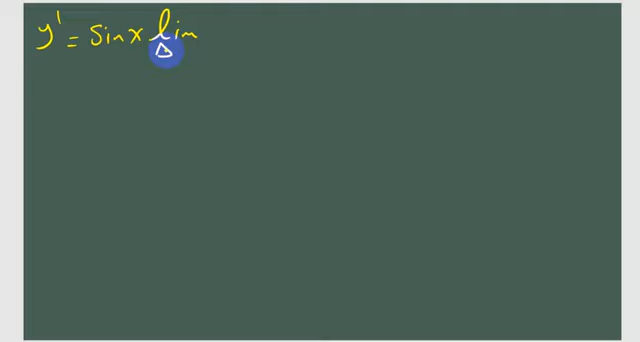 y' = sin x lim
Δ